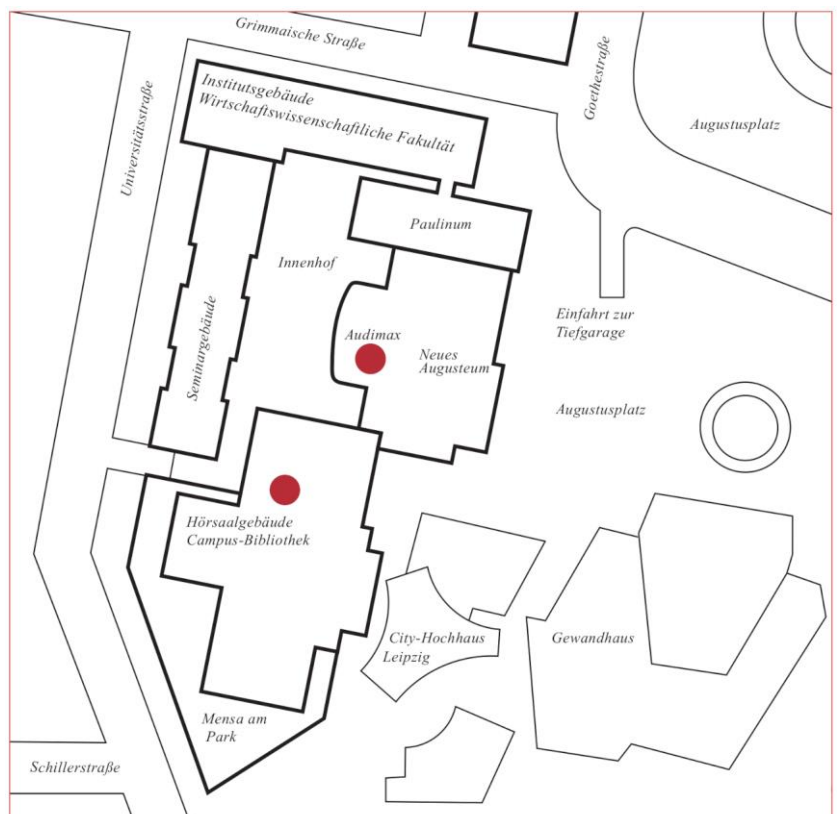 Grimmaische Straße
Institutsgebäude
Wirtschaftswissenschaftliche Fakultät
Universitätsstraße
Goethestraße
Augustusplatz
Paulinum
Innenhof
Seminargebäude
Audimax
Neues
Augusteum
Einfahrt zur
Tiefgarage
Augustusplatz
Hörsaalgebäude
Campus-Bibliothek
City-Hochhaus
Leipzig
Gewandhaus
Mensa am
Park
Schillerstraße